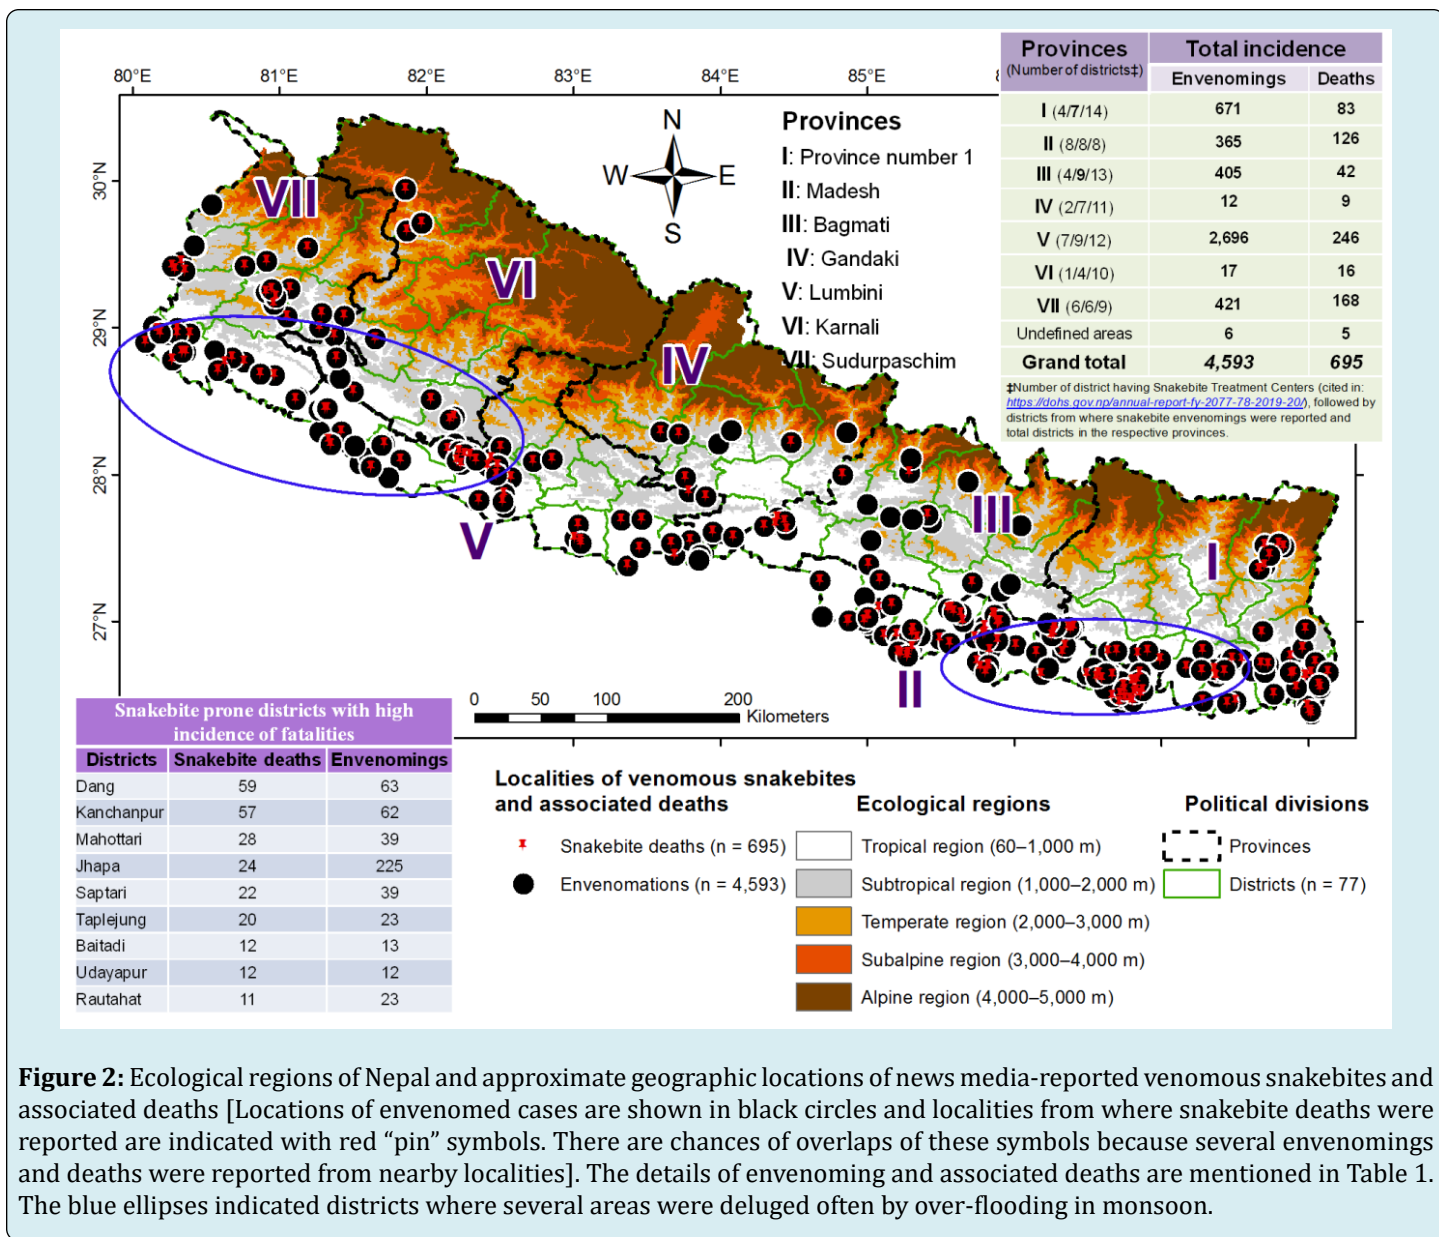 80°E 81°E 82°E 83°E 84°E 85°E
30°N
29°N
28°N
27°N
N
W E
S
Provinces
I: Province number 1
II: Madesh
III: Bagmati
IV: Gandaki
V: Lumbini
VI: Karnali
VII: Sudurpaschim
VII
VI
IV
V
III
I
II
Provinces Total incidence
(Number of districts‡) Envenomings Deaths
I (4/7/14) 671 83
II (8/8/8) 365 126
III (4/9/13) 405 42
IV (2/7/11) 12 9
V (7/9/12) 2,696 246
VI (1/4/10) 17 16
VII (6/6/9) 421 168
Undefined areas 6 5
Grand total 4,593 695
‡Number of district having Snakebite Treatment Centers (cited in:
https://dohs.gov.np/annual-report-fy-2077-78-2019-20/), followed by
districts from where snakebite envenomings were reported and
total districts in the respective provinces.
0 50 100 200
Kilometers
Snakebite prone districts with high
incidence of fatalities
Districts Snakebite deaths Envenomings
Dang 59 63
Kanchanpur 57 62
Mahottari 28 39
Jhapa 24 225
Saptari 22 39
Taplejung 20 23
Baitadi 12 13
Udayapur 12 12
Rautahat 11 23
Localities of venomous snakebites
and associated deaths
Snakebite deaths (n = 695)
Envenomations (n = 4,593)
Ecological regions
Tropical region (60–1,000 m)
Subtropical region (1,000–2,000 m)
Temperate region (2,000–3,000 m)
Subalpine region (3,000–4,000 m)
Alpine region (4,000–5,000 m)
Political divisions
Provinces
Districts (n = 77)
Figure 2: Ecological regions of Nepal and approximate geographic locations of news media-reported venomous snakebites and
associated deaths [Locations of envenomed cases are shown in black circles and localities from where snakebite deaths were
reported are indicated with red “pin” symbols. There are chances of overlaps of these symbols because several envenomings
and deaths were reported from nearby localities]. The details of envenoming and associated deaths are mentioned in Table 1.
The blue ellipses indicated districts where several areas were deluged often by over-flooding in monsoon.